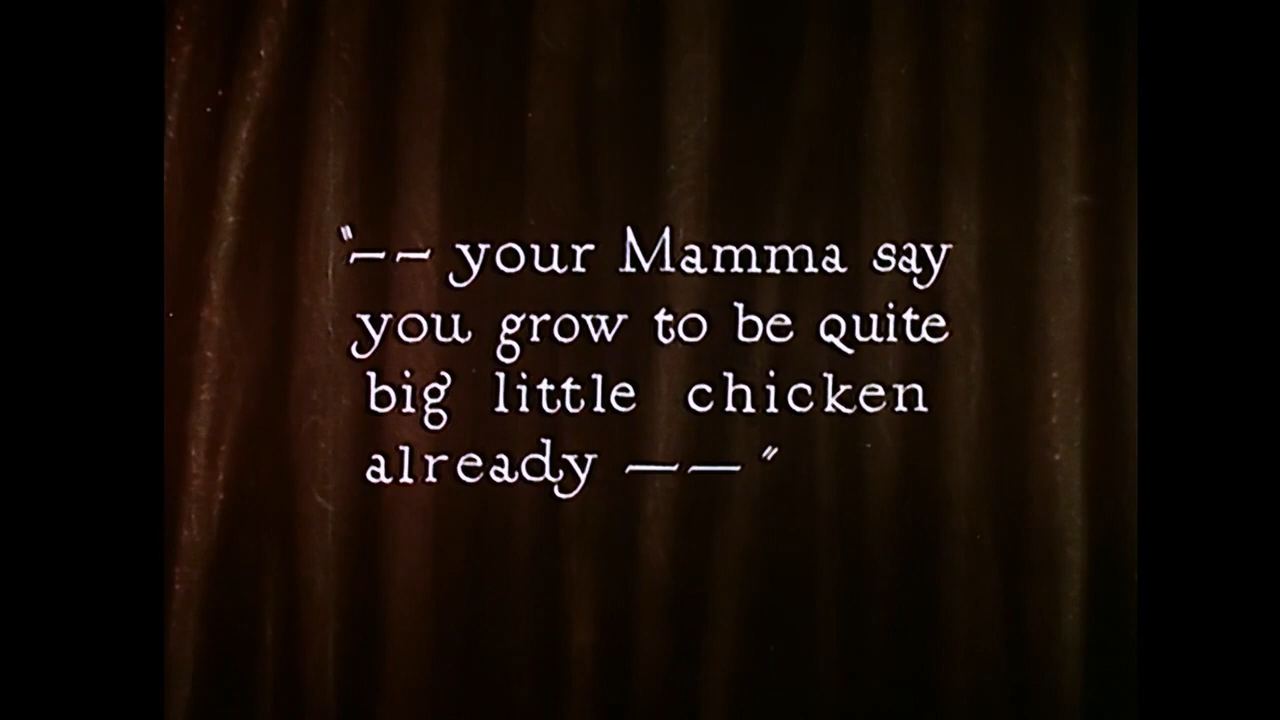 "—— your Mamma say
you grow to be quite
big little chicken
already —— "